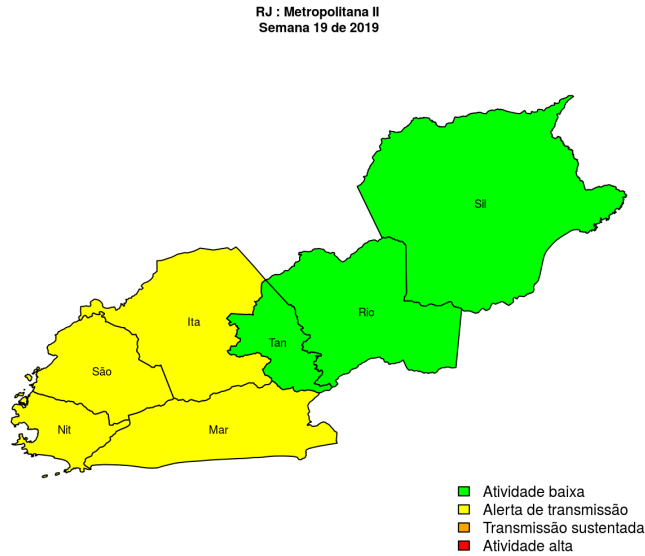 RJ : Metropolitana II
Semana 19 de 2019
Sil
Rio
Ita
Tan
São
Nit
Mar
Atividade baixa
Alerta de transmissão
Transmissão sustentada
Atividade alta